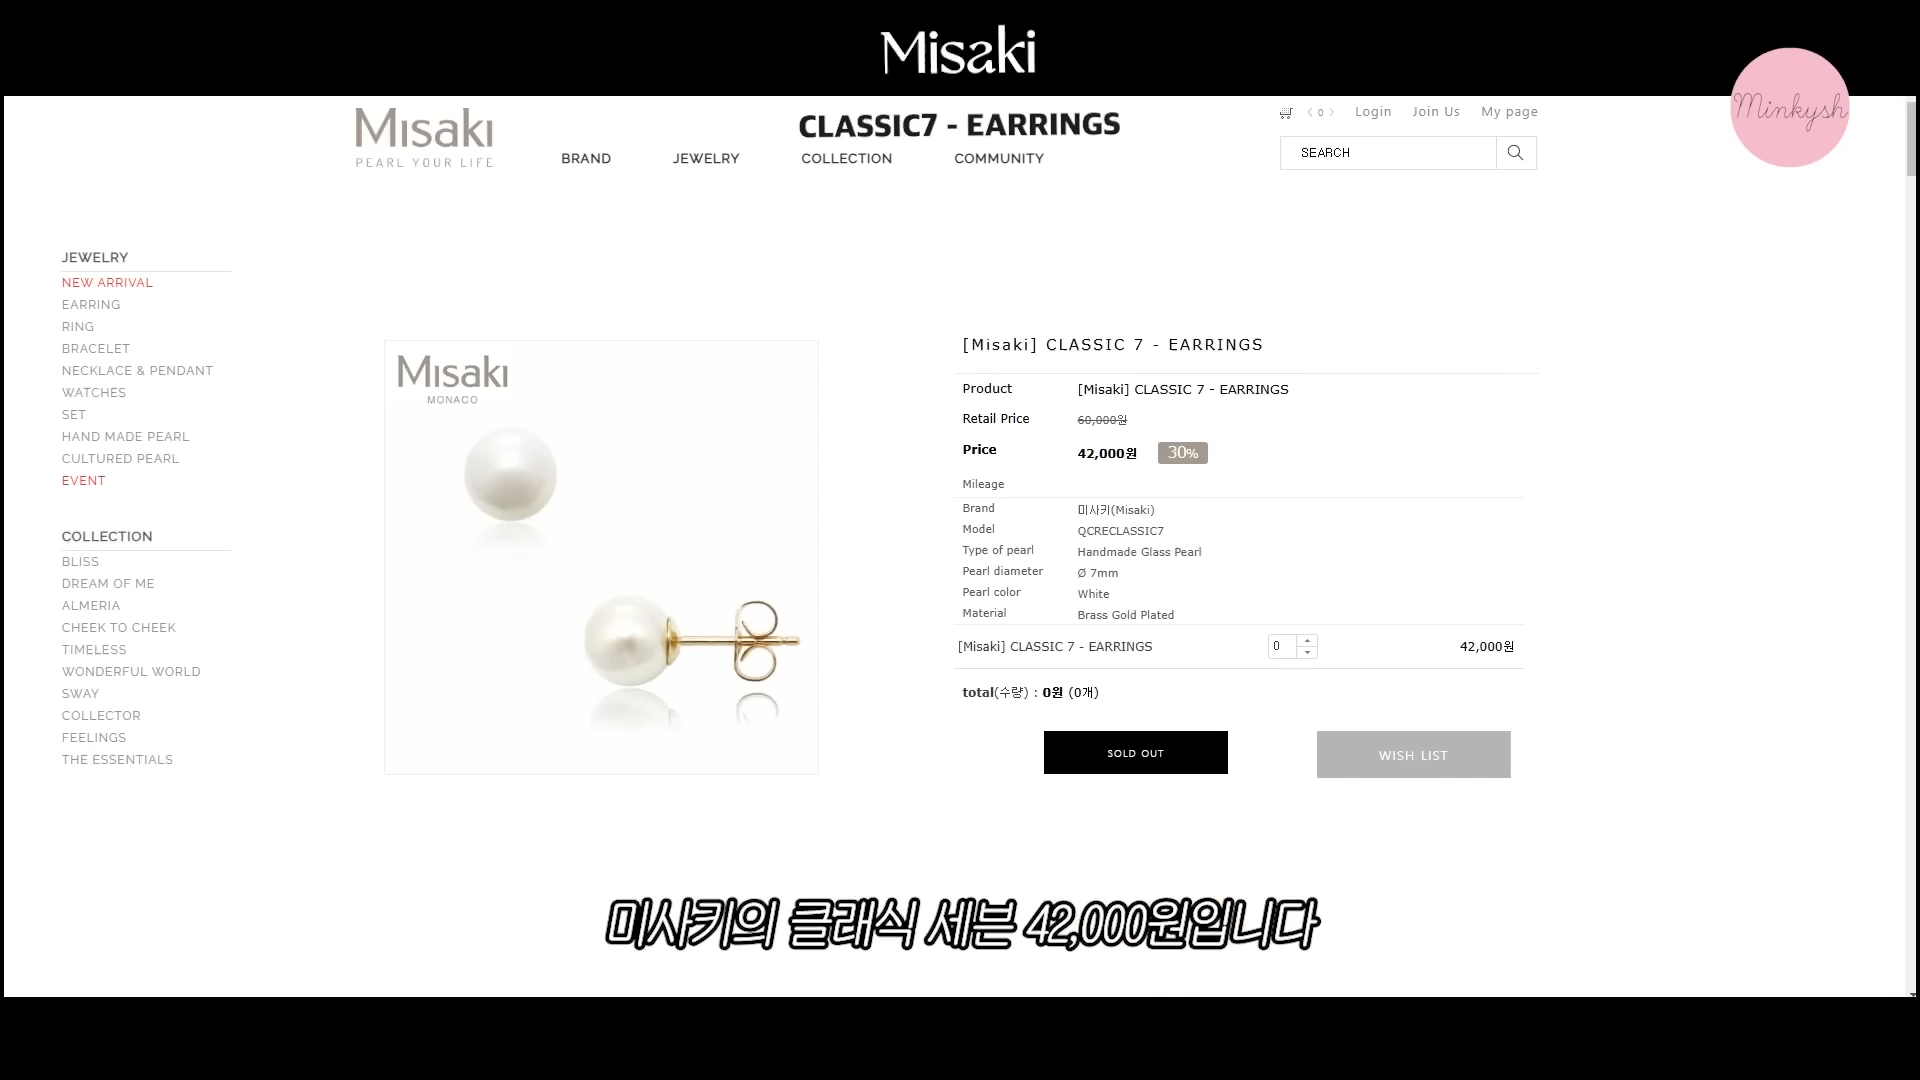 Misaki
Minkysh
Misaki
PEARL YOUR LIFE
CLASSIC7 - EARRINGS
BRAND
JEWELRY
COLLECTION
COMMUNITY
< 0 >
Login
Join Us
My page
SEARCH
JEWELRY
NEW ARRIVAL
EARRING
RING
BRACELET
NECKLACE & PENDANT
WATCHES
SET
HAND MADE PEARL
CULTURED PEARL
EVENT
COLLECTION
BLISS
DREAM OF ME
ALMERIA
CHEEK TO CHEEK
TIMELESS
WONDERFUL WORLD
SWAY
COLLECTOR
FEELINGS
THE ESSENTIALS
Misaki
MONACO
[Misaki] CLASSIC 7 - EARRINGS
Product [Misaki] CLASSIC 7 - EARRINGS
Retail Price 60,000원
Price 42,000원 30%
Mileage
Brand 미사키(Misaki)
Model QCRECLASSIC7
Type of pearl Handmade Glass Pearl
Pearl diameter Ø 7mm
Pearl color White
Material Brass Gold Plated
[Misaki] CLASSIC 7 - EARRINGS 0 42,000원
total(수량) : 0원 (0개)
SOLD OUT
WISH LIST
미사키의 클래식 세븐 42,000원입니다